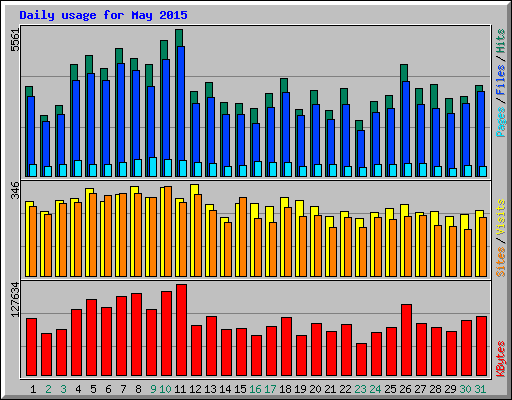 Daily usage for May 2015
5561
Pages / Files / Hits
346
Sites / Visits
127634
KBytes
1 2 3 4 5 6 7 8 9 10 11 12 13 14 15 16 17 18 19 20 21 22 23 24 25 26 27 28 29 30 31